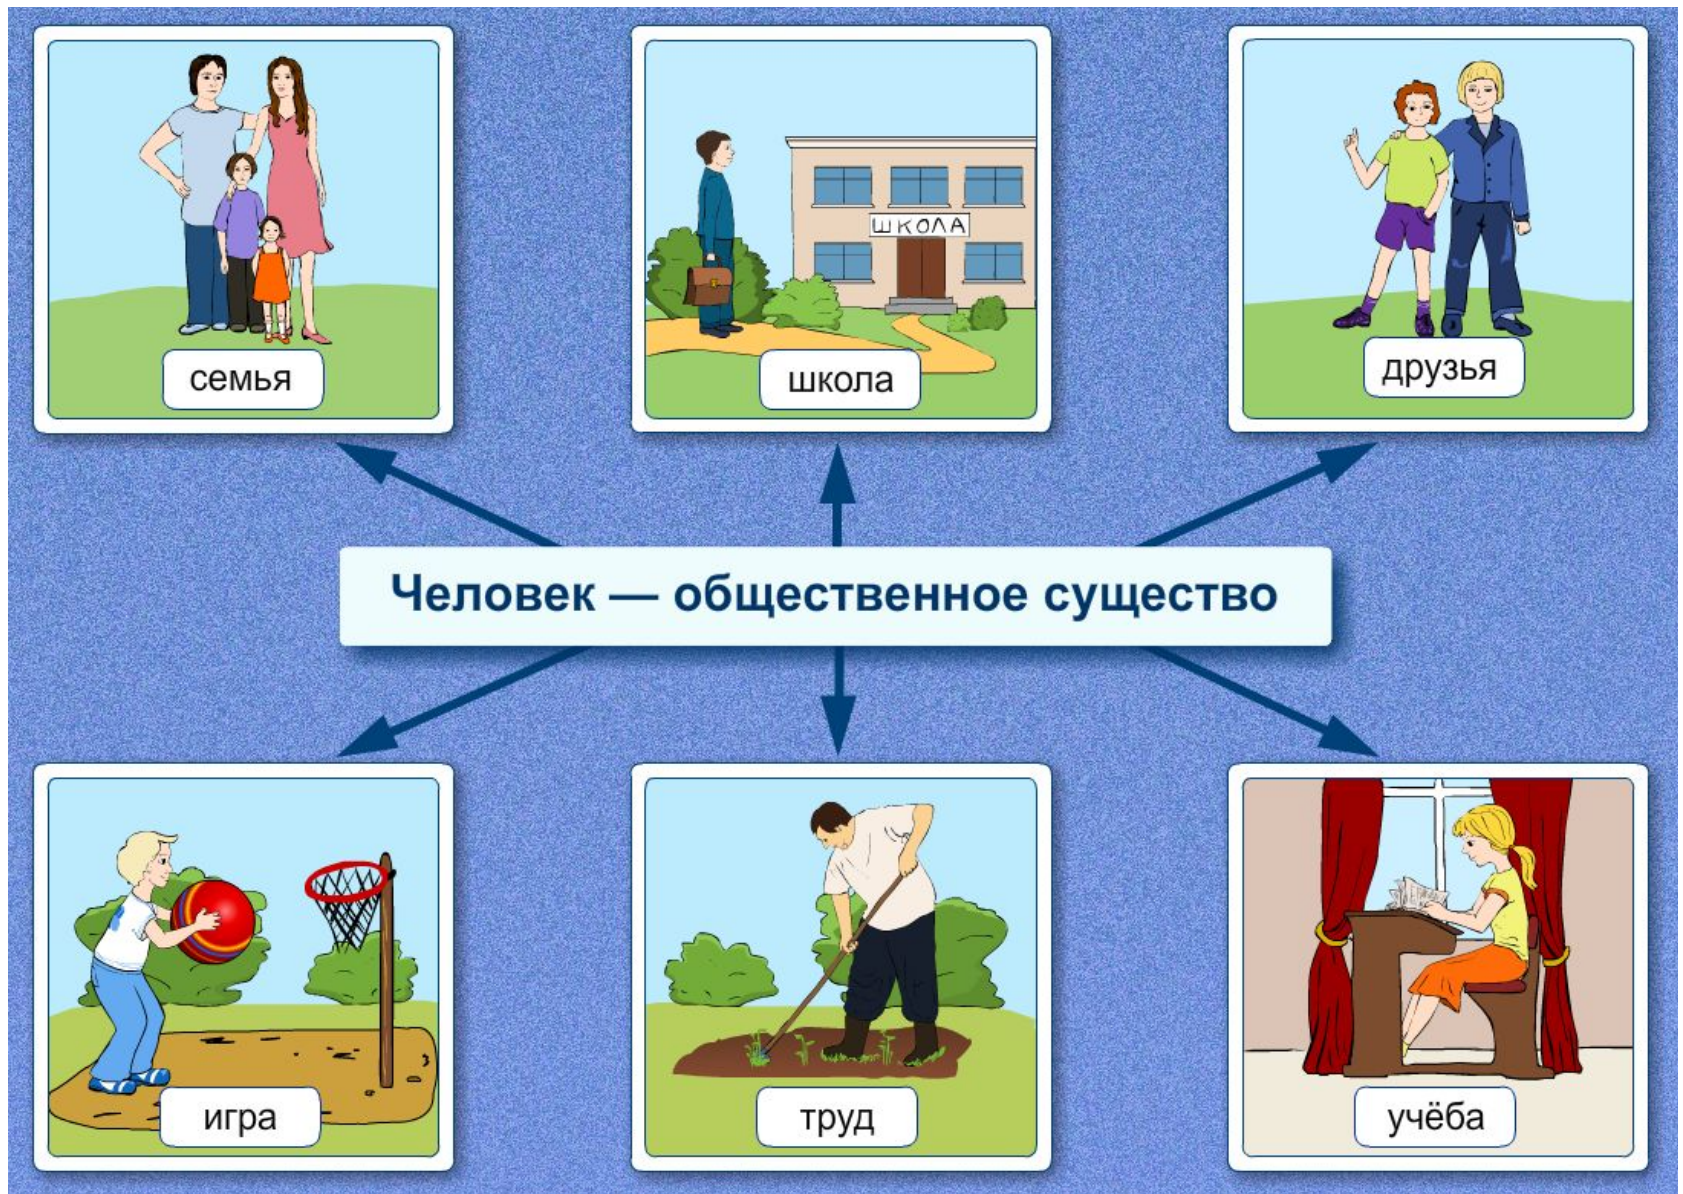 семья
ШКОЛА
школа
друзья
Человек — общественное существо
игра
труд
учёба